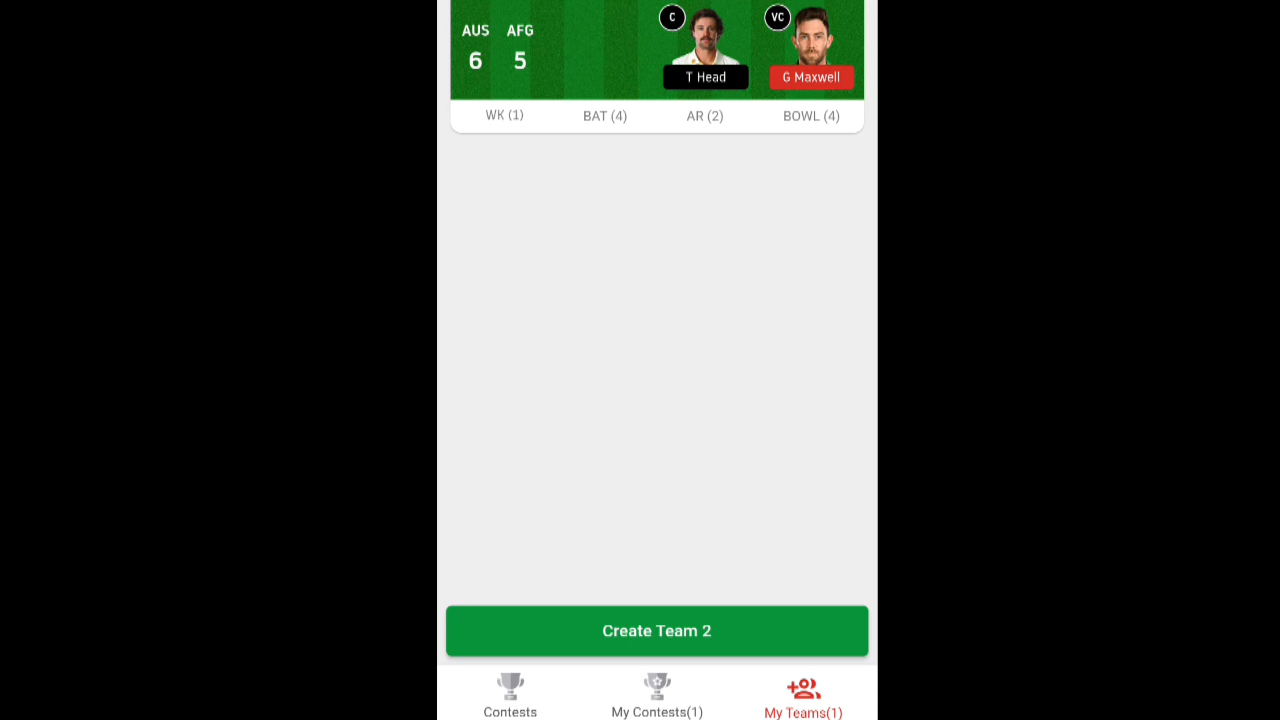 AUS AFG C VC
6 5
T Head G Maxwell
WK (1) BAT (4) AR (2) BOWL (4)
Create Team 2
Contests My Contests(1) My Teams(1)